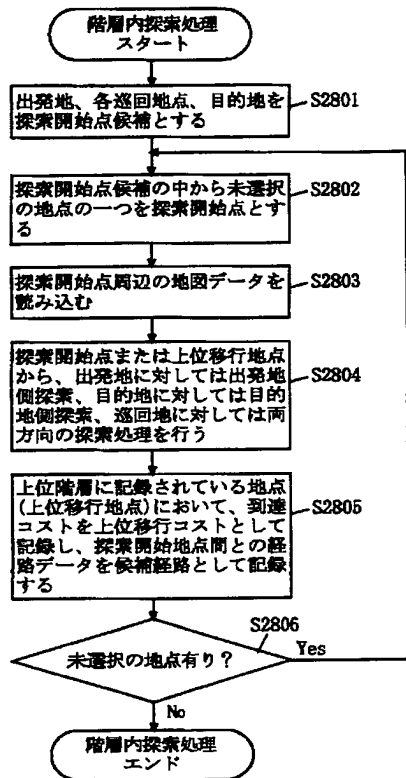 階層内探索処理
スタート
出発地、各巡回地点、目的地を
探索開始点候補とする
S2801
探索開始点候補の中から未選択
の地点の一つを探索開始点とす
る
S2802
探索開始点周辺の地図データを
読み込む
S2803
探索開始点または上位移行地点
から、出発地に対しては出発地
側探索、目的地に対しては目的
地側探索、巡回地に対しては両
方向の探索処理を行う
S2804
上位階層に記録されている地点
(上位移行地点)において、到達
コストを上位移行コストとして
記録し、探索開始地点間との経
路データを候補経路として記録
する
S2805
S2806
未選択の地点有り?
Yes
No
階層内探索処理
エンド